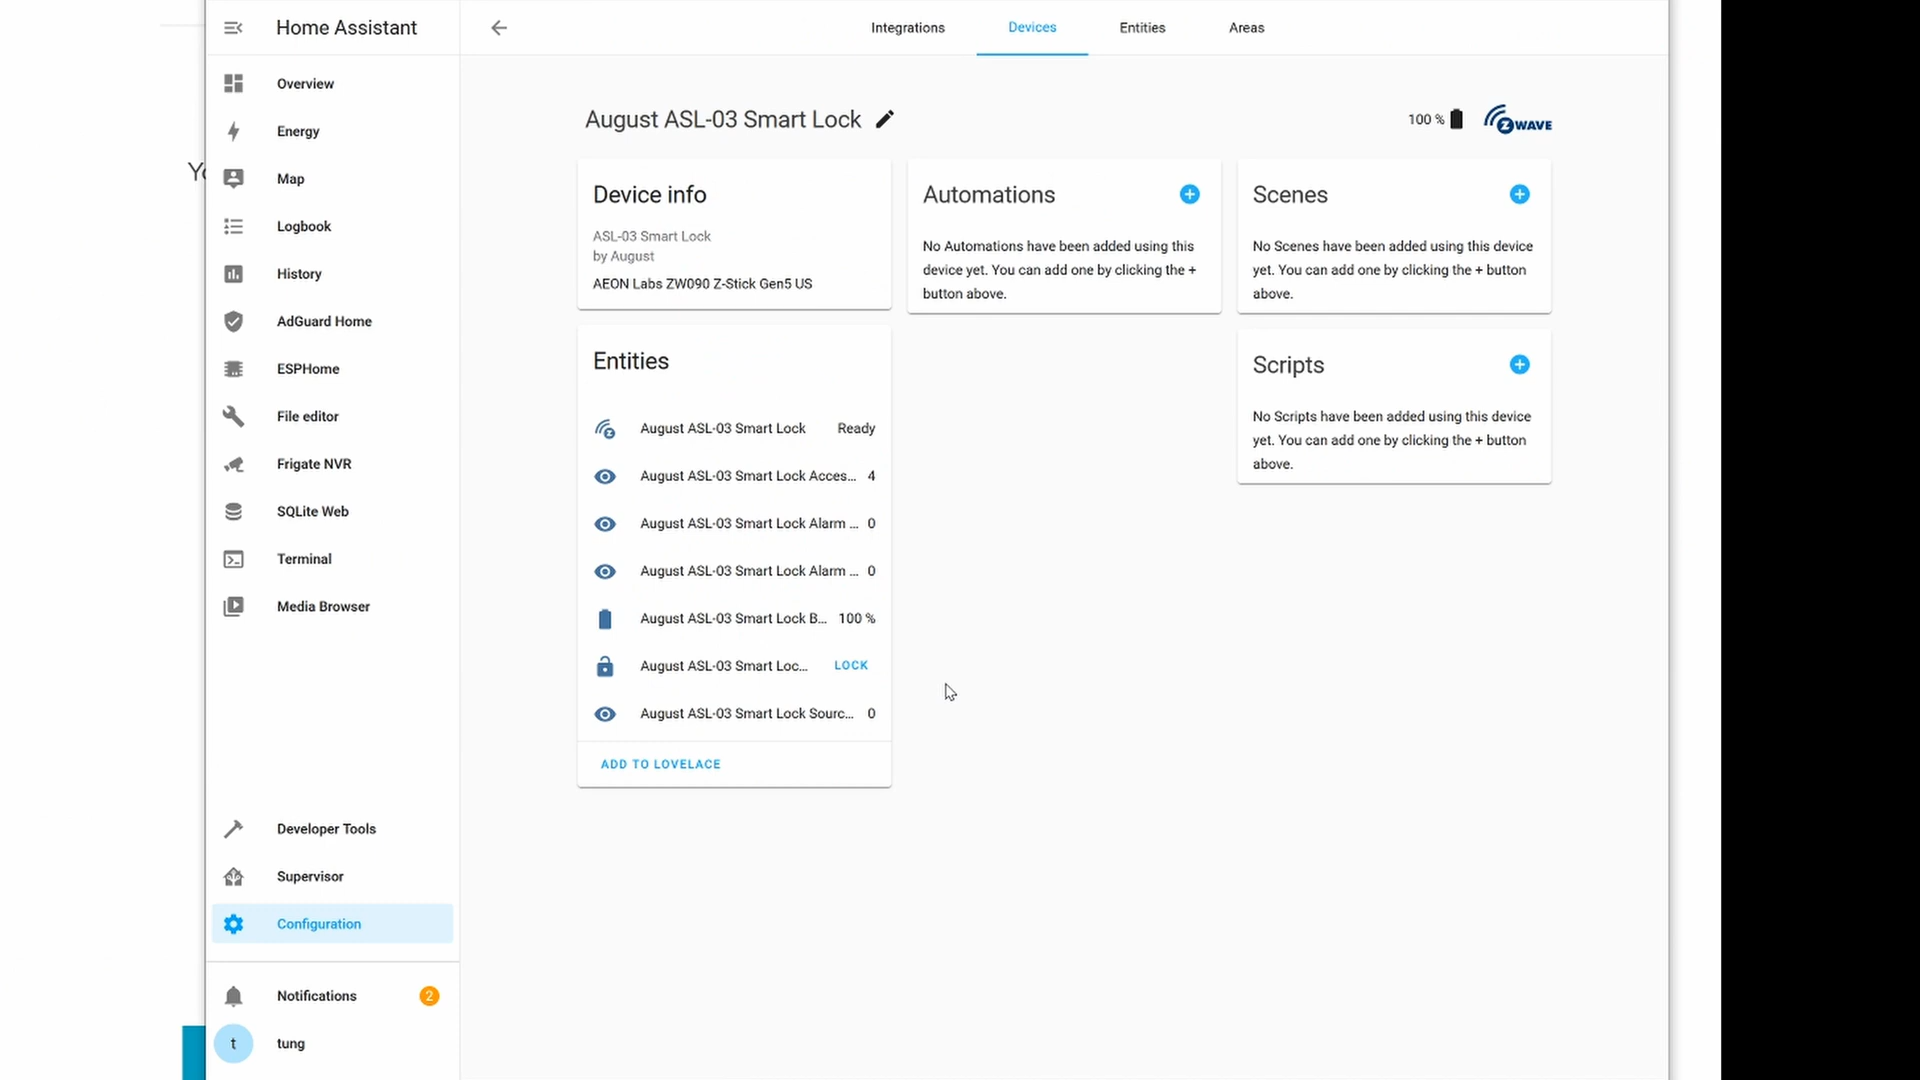 Home Assistant
Integrations
Devices
Entities
Areas
Overview
Energy
Map
Logbook
History
AdGuard Home
ESPHome
File editor
Frigate NVR
SQLite Web
Terminal
Media Browser
Developer Tools
Supervisor
Configuration
Notifications
2
t
tung
August ASL-03 Smart Lock
100 %
Z WAVE
Device info
ASL-03 Smart Lock
by August
AEON Labs ZW090 Z-Stick Gen5 US
Automations
No Automations have been added using this
device yet. You can add one by clicking the +
button above.
Scenes
No Scenes have been added using this device
yet. You can add one by clicking the + button
above.
Scripts
No Scripts have been added using this device
yet. You can add one by clicking the + button
above.
Entities
August ASL-03 Smart Lock Ready
August ASL-03 Smart Lock Acces... 4
August ASL-03 Smart Lock Alarm ... 0
August ASL-03 Smart Lock Alarm ... 0
August ASL-03 Smart Lock B... 100 %
August ASL-03 Smart Loc... LOCK
August ASL-03 Smart Lock Sourc... 0
ADD TO LOVELACE